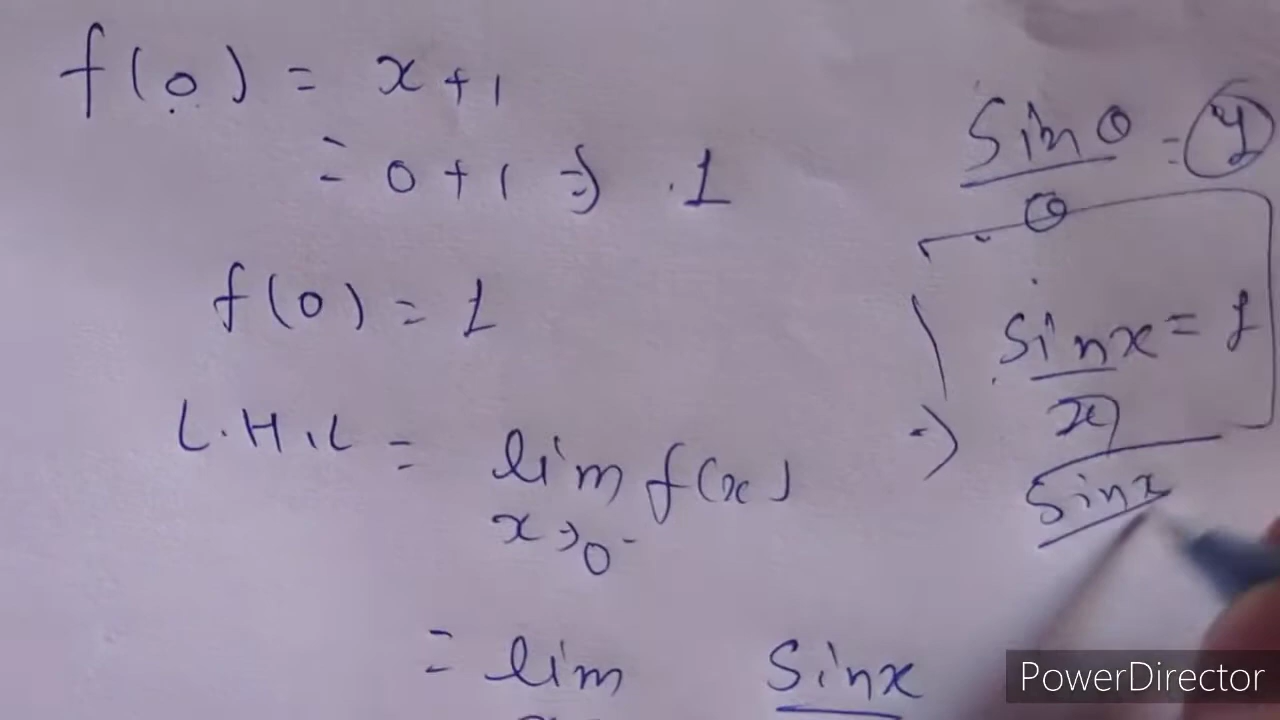 f(0) = x+1
= 0+1 ⇒ 1
f(0) = 1
L.H.L = lim f(x)
x→0⁻
= lim sinx
sinθ = 1
θ
⇒ sinx = 1
x
sinx
PowerDirector